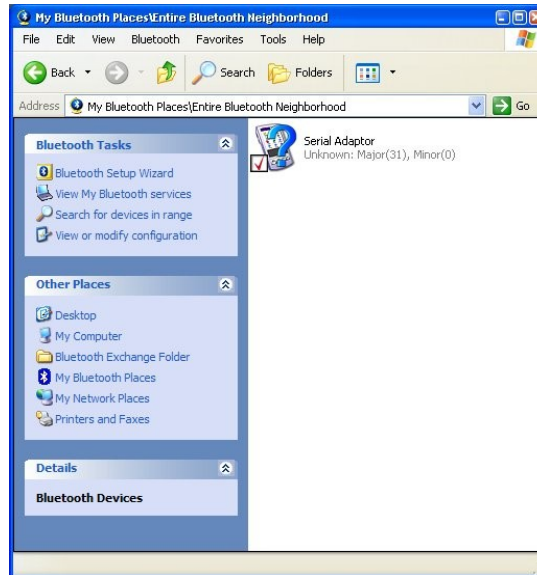 My Bluetooth Places\Entire Bluetooth Neighborhood
File Edit View Bluetooth Favorites Tools Help
Back Search Folders
Address My Bluetooth Places\Entire Bluetooth Neighborhood Go
Bluetooth Tasks
Bluetooth Setup Wizard
View My Bluetooth services
Search for devices in range
View or modify configuration
Other Places
Desktop
My Computer
Bluetooth Exchange Folder
My Bluetooth Places
My Network Places
Printers and Faxes
Details
Bluetooth Devices
Serial Adaptor
Unknown: Major(31), Minor(0)